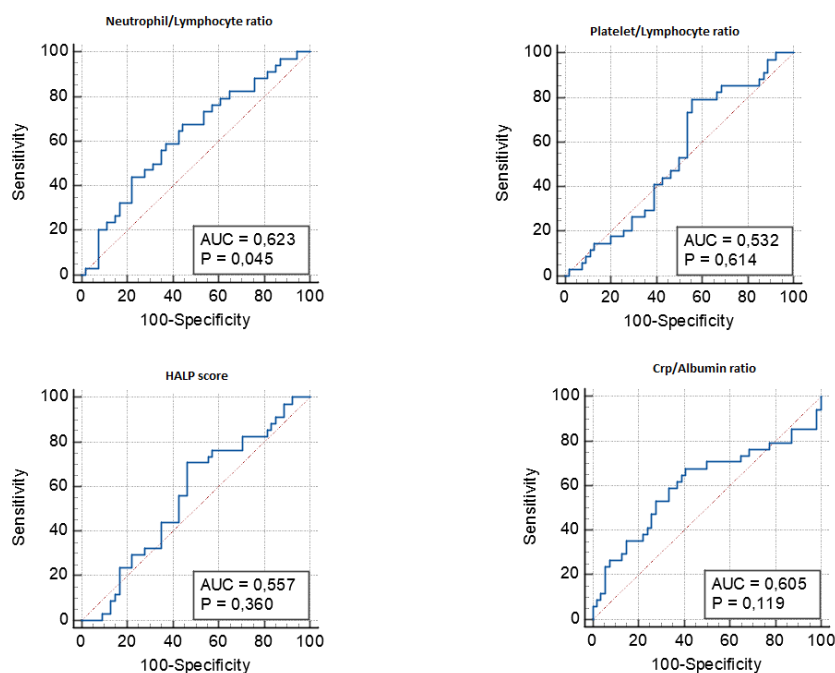 Neutrophil/Lymphocyte ratio
100
80
60
40
20
0
Sensitivity
AUC = 0,623
P = 0,045
0 20 40 60 80 100
100-Specificity
Platelet/Lymphocyte ratio
100
80
60
40
20
0
Sensitivity
AUC = 0,532
P = 0,614
0 20 40 60 80 100
100-Specificity
HALP score
100
80
60
40
20
0
Sensitivity
AUC = 0,557
P = 0,360
0 20 40 60 80 100
100-Specificity
Crp/Albumin ratio
100
80
60
40
20
0
Sensitivity
AUC = 0,605
P = 0,119
0 20 40 60 80 100
100-Specificity